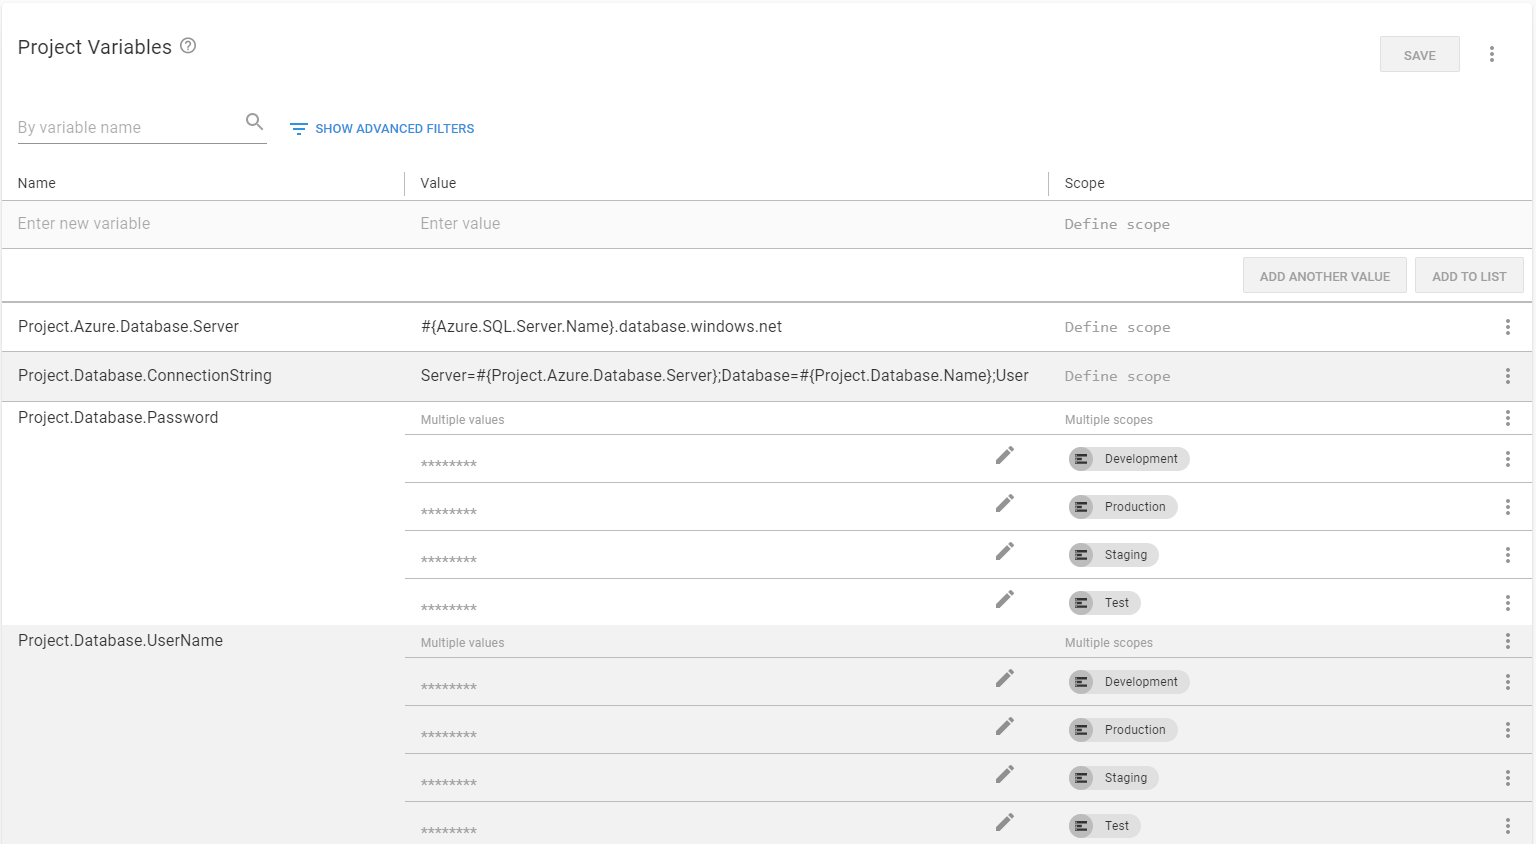 Project Variables
SAVE
By variable name
SHOW ADVANCED FILTERS
Name Value Scope
Enter new variable Enter value Define scope
ADD ANOTHER VALUE ADD TO LIST
Project.Azure.Database.Server #{Azure.SQL.Server.Name}.database.windows.net Define scope
Project.Database.ConnectionString Server=#{Project.Azure.Database.Server};Database=#{Project.Database.Name};User Define scope
Project.Database.Password Multiple values Multiple scopes
******** Development
******** Production
******** Staging
******** Test
Project.Database.UserName Multiple values Multiple scopes
******** Development
******** Production
******** Staging
******** Test